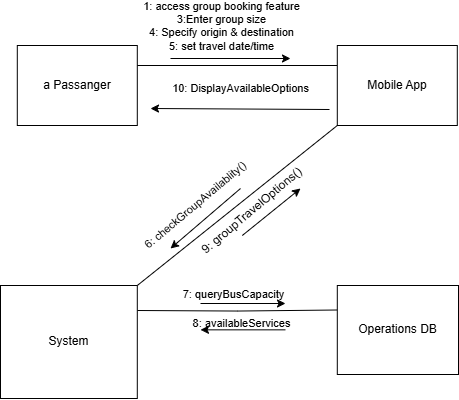 1: access group booking feature
3:Enter group size
4: Specify origin & destination
5: set travel date/time
a Passanger
Mobile App
10: DisplayAvailableOptions
6: checkGroupAvailablity()
9: groupTravelOptions()
7: queryBusCapacity
8: availableServices
System
Operations DB